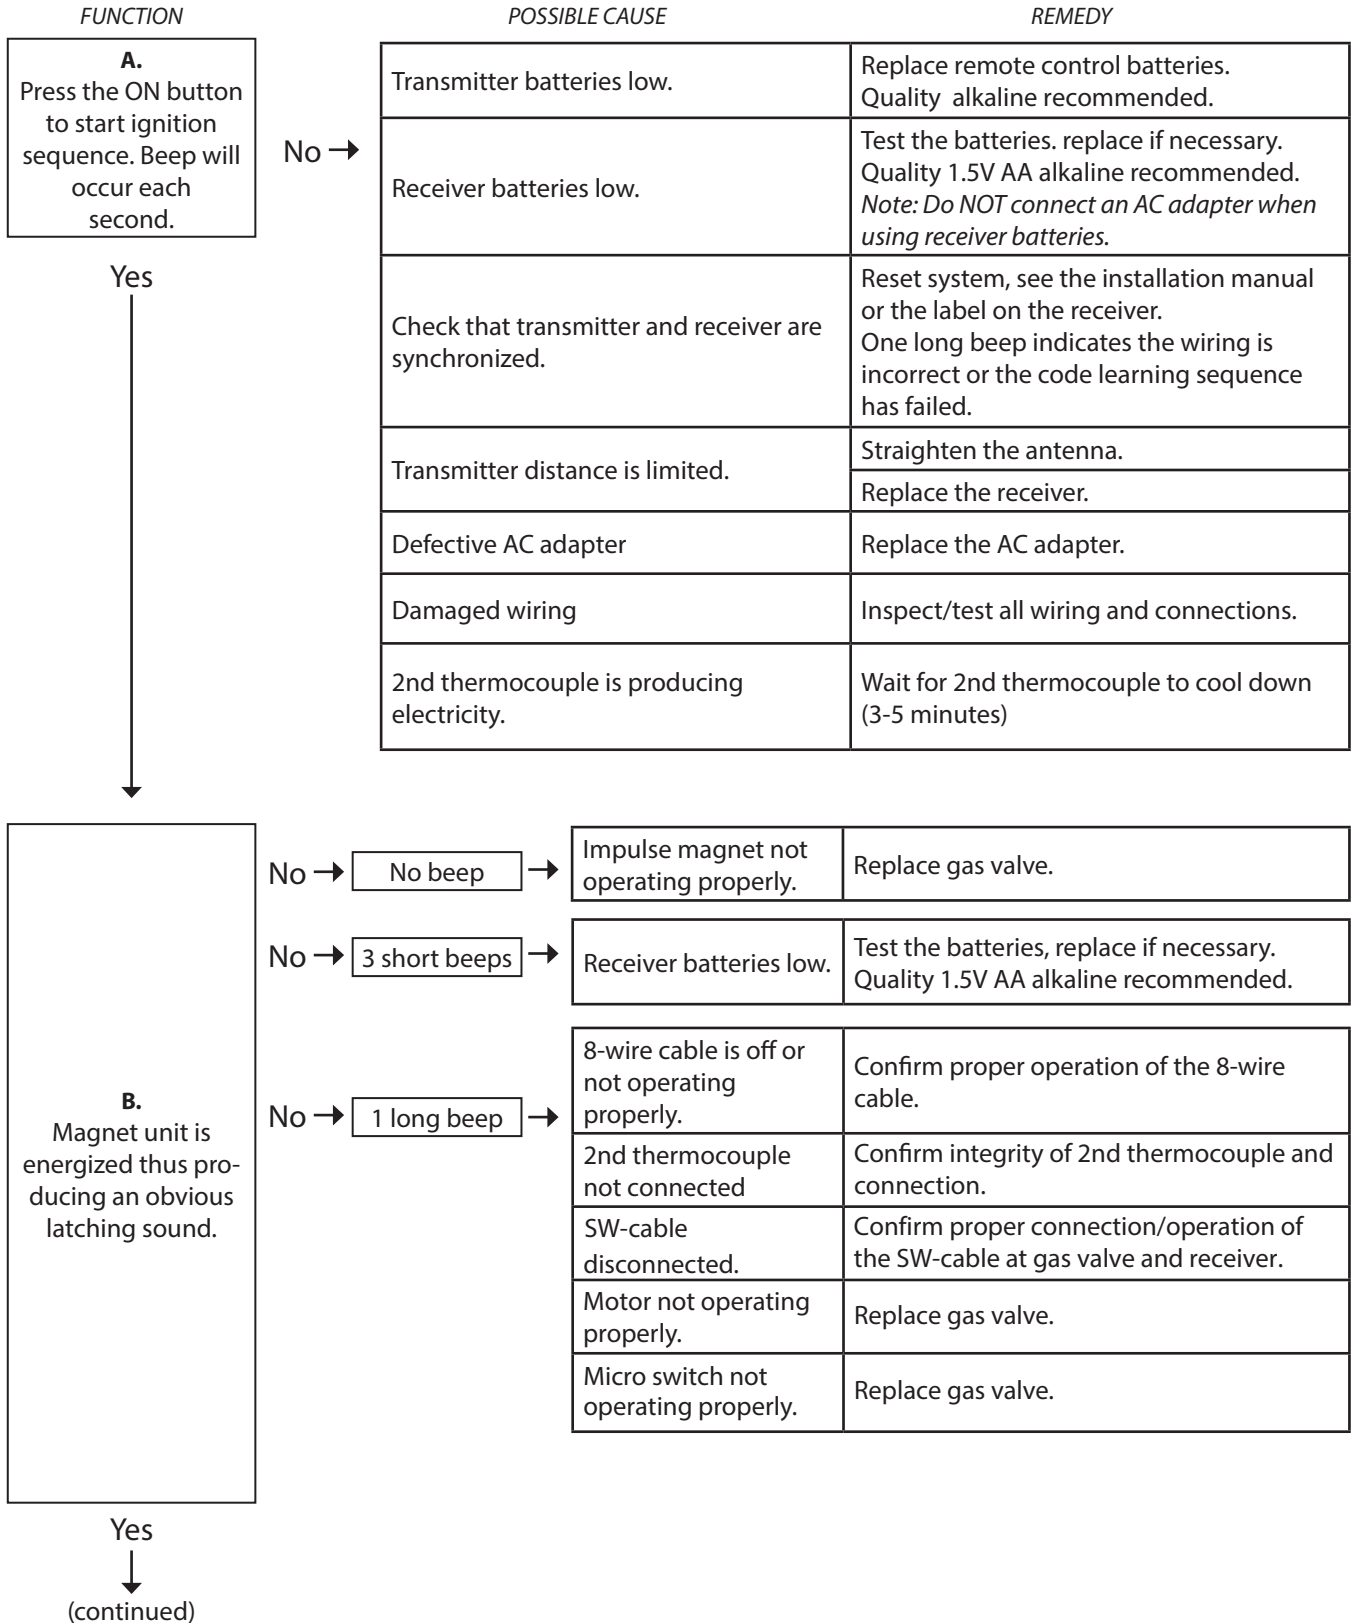 FUNCTION
POSSIBLE CAUSE
REMEDY
A.
Press the ON button
to start ignition
sequence. Beep will
occur each
second.
No
Transmitter batteries low.
Replace remote control batteries.
Quality alkaline recommended.
Receiver batteries low.
Test the batteries. replace if necessary.
Quality 1.5V AA alkaline recommended.
Note: Do NOT connect an AC adapter when
using receiver batteries.
Check that transmitter and receiver are
synchronized.
Reset system, see the installation manual
or the label on the receiver.
One long beep indicates the wiring is
incorrect or the code learning sequence
has failed.
Transmitter distance is limited.
Straighten the antenna.
Replace the receiver.
Defective AC adapter
Replace the AC adapter.
Damaged wiring
Inspect/test all wiring and connections.
2nd thermocouple is producing
electricity.
Wait for 2nd thermocouple to cool down
(3-5 minutes)
Yes
B.
Magnet unit is
energized thus pro-
ducing an obvious
latching sound.
No
No beep
Impulse magnet not
operating properly.
Replace gas valve.
No
3 short beeps
Receiver batteries low.
Test the batteries, replace if necessary.
Quality 1.5V AA alkaline recommended.
No
1 long beep
8-wire cable is off or
not operating
properly.
Confirm proper operation of the 8-wire
cable.
2nd thermocouple
not connected
Confirm integrity of 2nd thermocouple and
connection.
SW-cable
disconnected.
Confirm proper connection/operation of
the SW-cable at gas valve and receiver.
Motor not operating
properly.
Replace gas valve.
Micro switch not
operating properly.
Replace gas valve.
Yes
(continued)